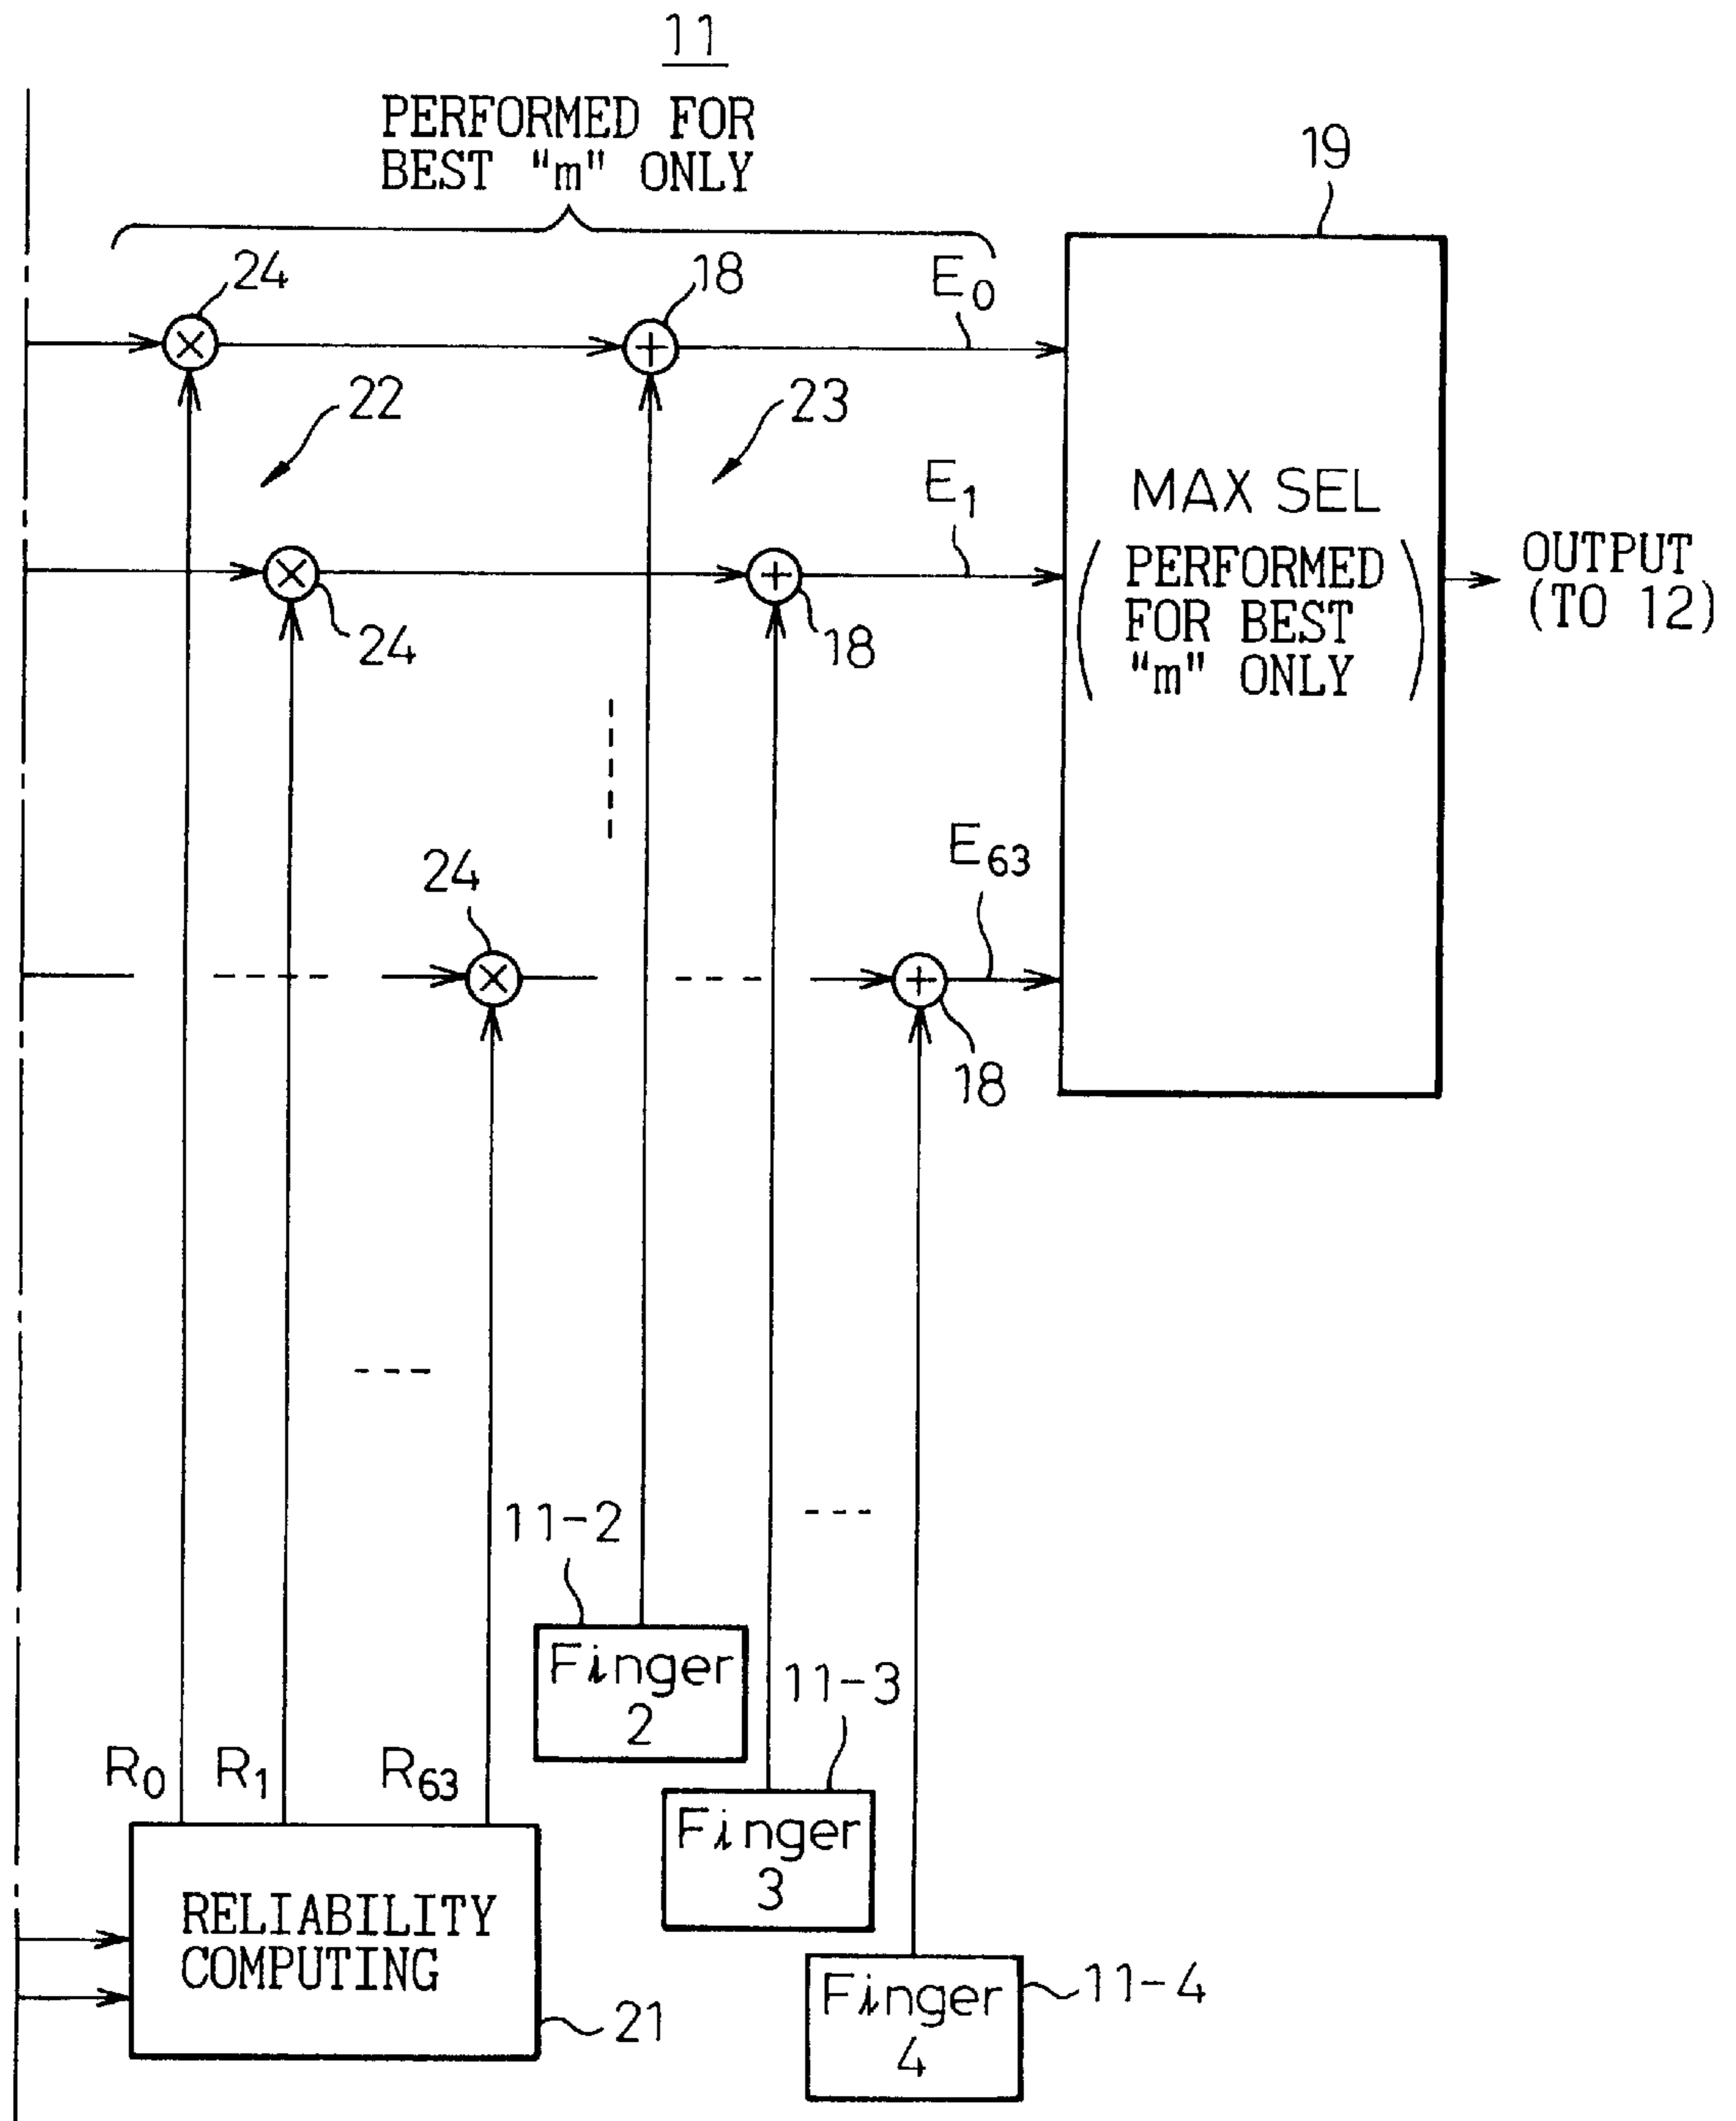 11
PERFORMED FOR
BEST "m" ONLY
19
24
18
E0
22
23
E1
MAX SEL
PERFORMED
FOR BEST
"m" ONLY
OUTPUT
(TO 12)
24
18
24
E63
18
11-2
Finger
2
11-3
R0
R1
R63
Finger
3
RELIABILITY
COMPUTING
21
Finger
4
11-4